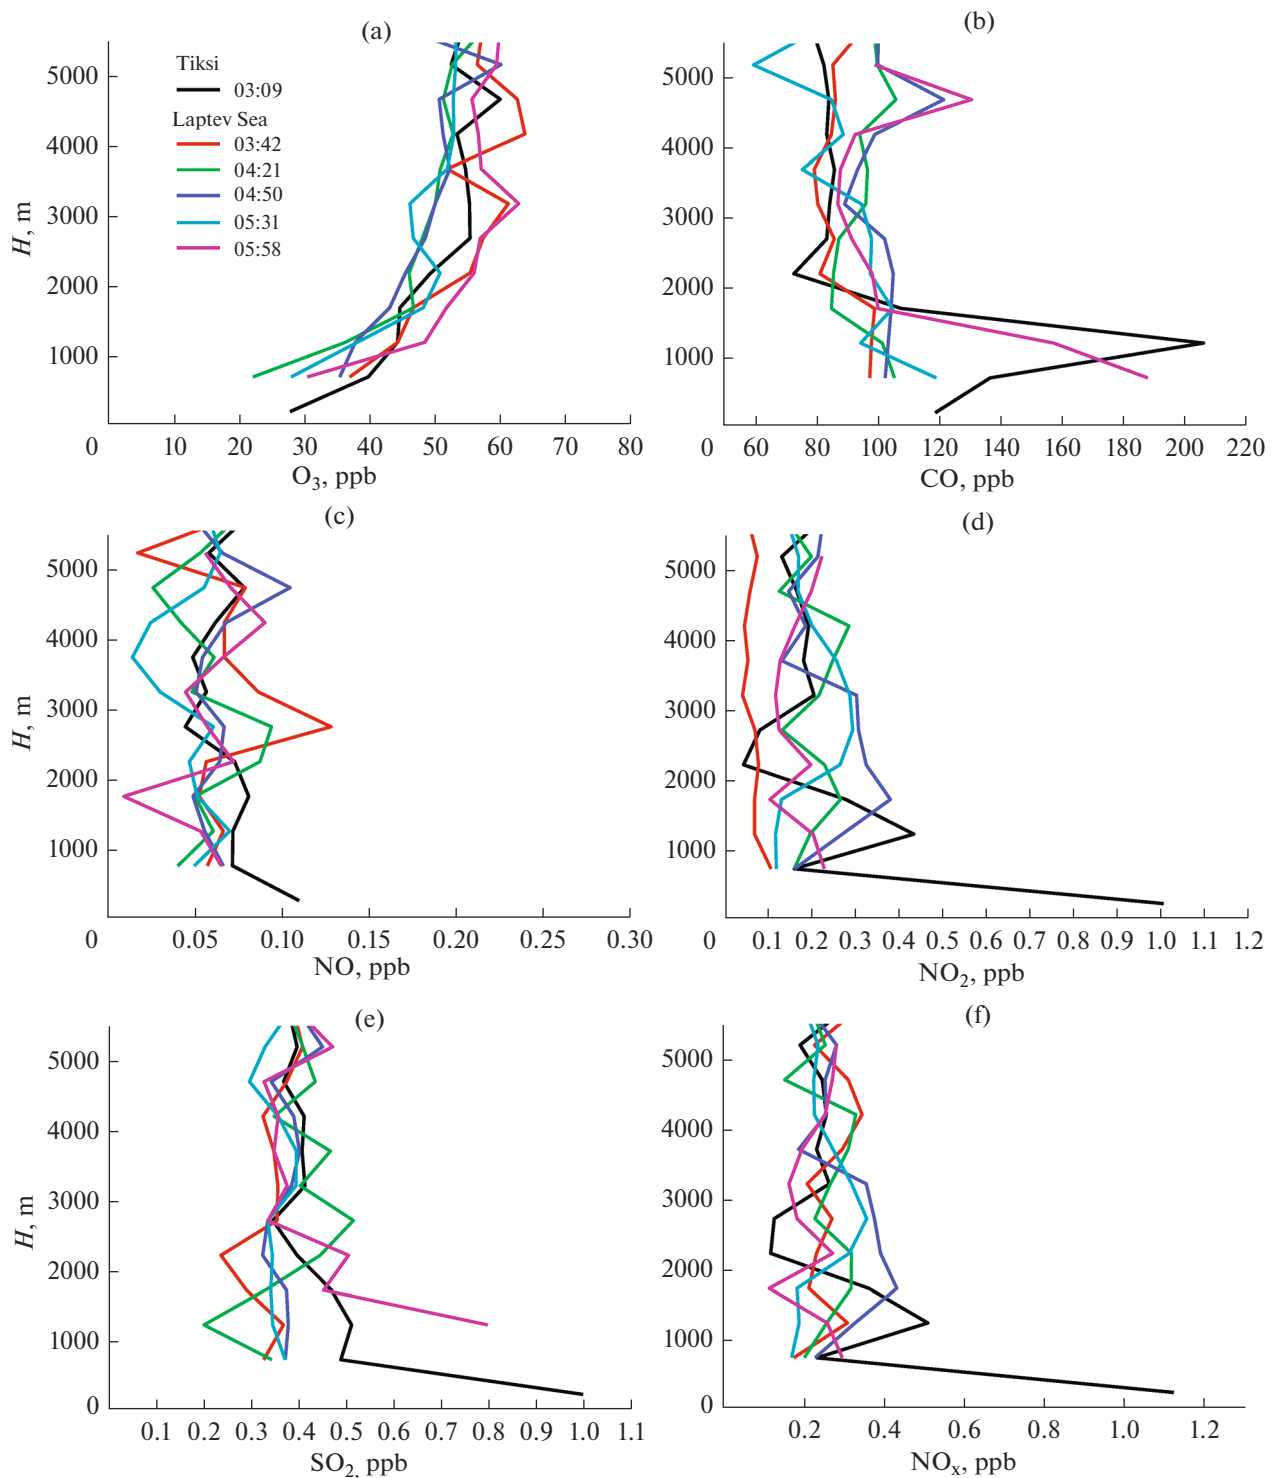 (a)
Tiksi
03:09
Laptev Sea
03:42
04:21
04:50
05:31
05:58
H, m
5000
4000
3000
2000
1000
0 10 20 30 40 50 60 70 80
O₃, ppb
(b)
5000
4000
3000
2000
1000
0 60 80 100 120 140 160 180 200 220
CO, ppb
(c)
H, m
5000
4000
3000
2000
1000
0 0.05 0.10 0.15 0.20 0.25 0.30
NO, ppb
(d)
5000
4000
3000
2000
1000
0 0.1 0.2 0.3 0.4 0.5 0.6 0.7 0.8 0.9 1.0 1.1 1.2
NO₂, ppb
(e)
H, m
5000
4000
3000
2000
1000
0
0.1 0.2 0.3 0.4 0.5 0.6 0.7 0.8 0.9 1.0 1.1
SO₂, ppb
(f)
5000
4000
3000
2000
1000
0
0.2 0.4 0.6 0.8 1.0 1.2
NOₓ, ppb